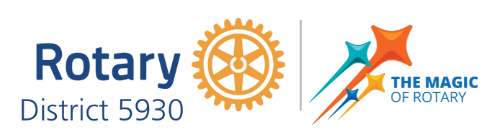 Rotary
District 5930
THE MAGIC
OF ROTARY